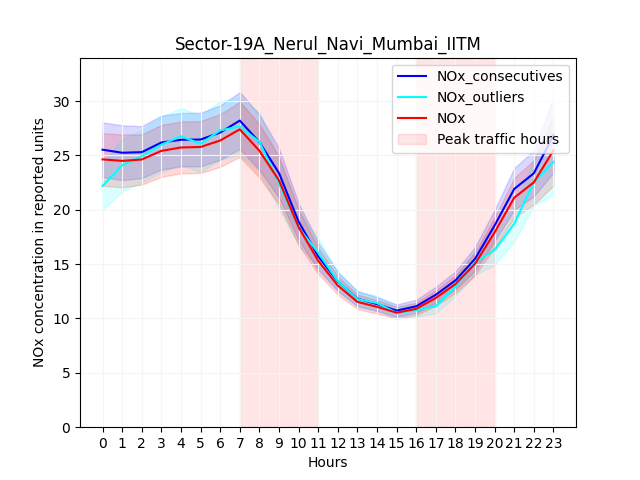 Sector-19A_Nerul_Navi_Mumbai_IITM
NOx_consecutives
NOx_outliers
NOx
Peak traffic hours
NOx concentration in reported units
30
25
20
15
10
5
0
0 1 2 3 4 5 6 7 8 9 10 11 12 13 14 15 16 17 18 19 20 21 22 23
Hours